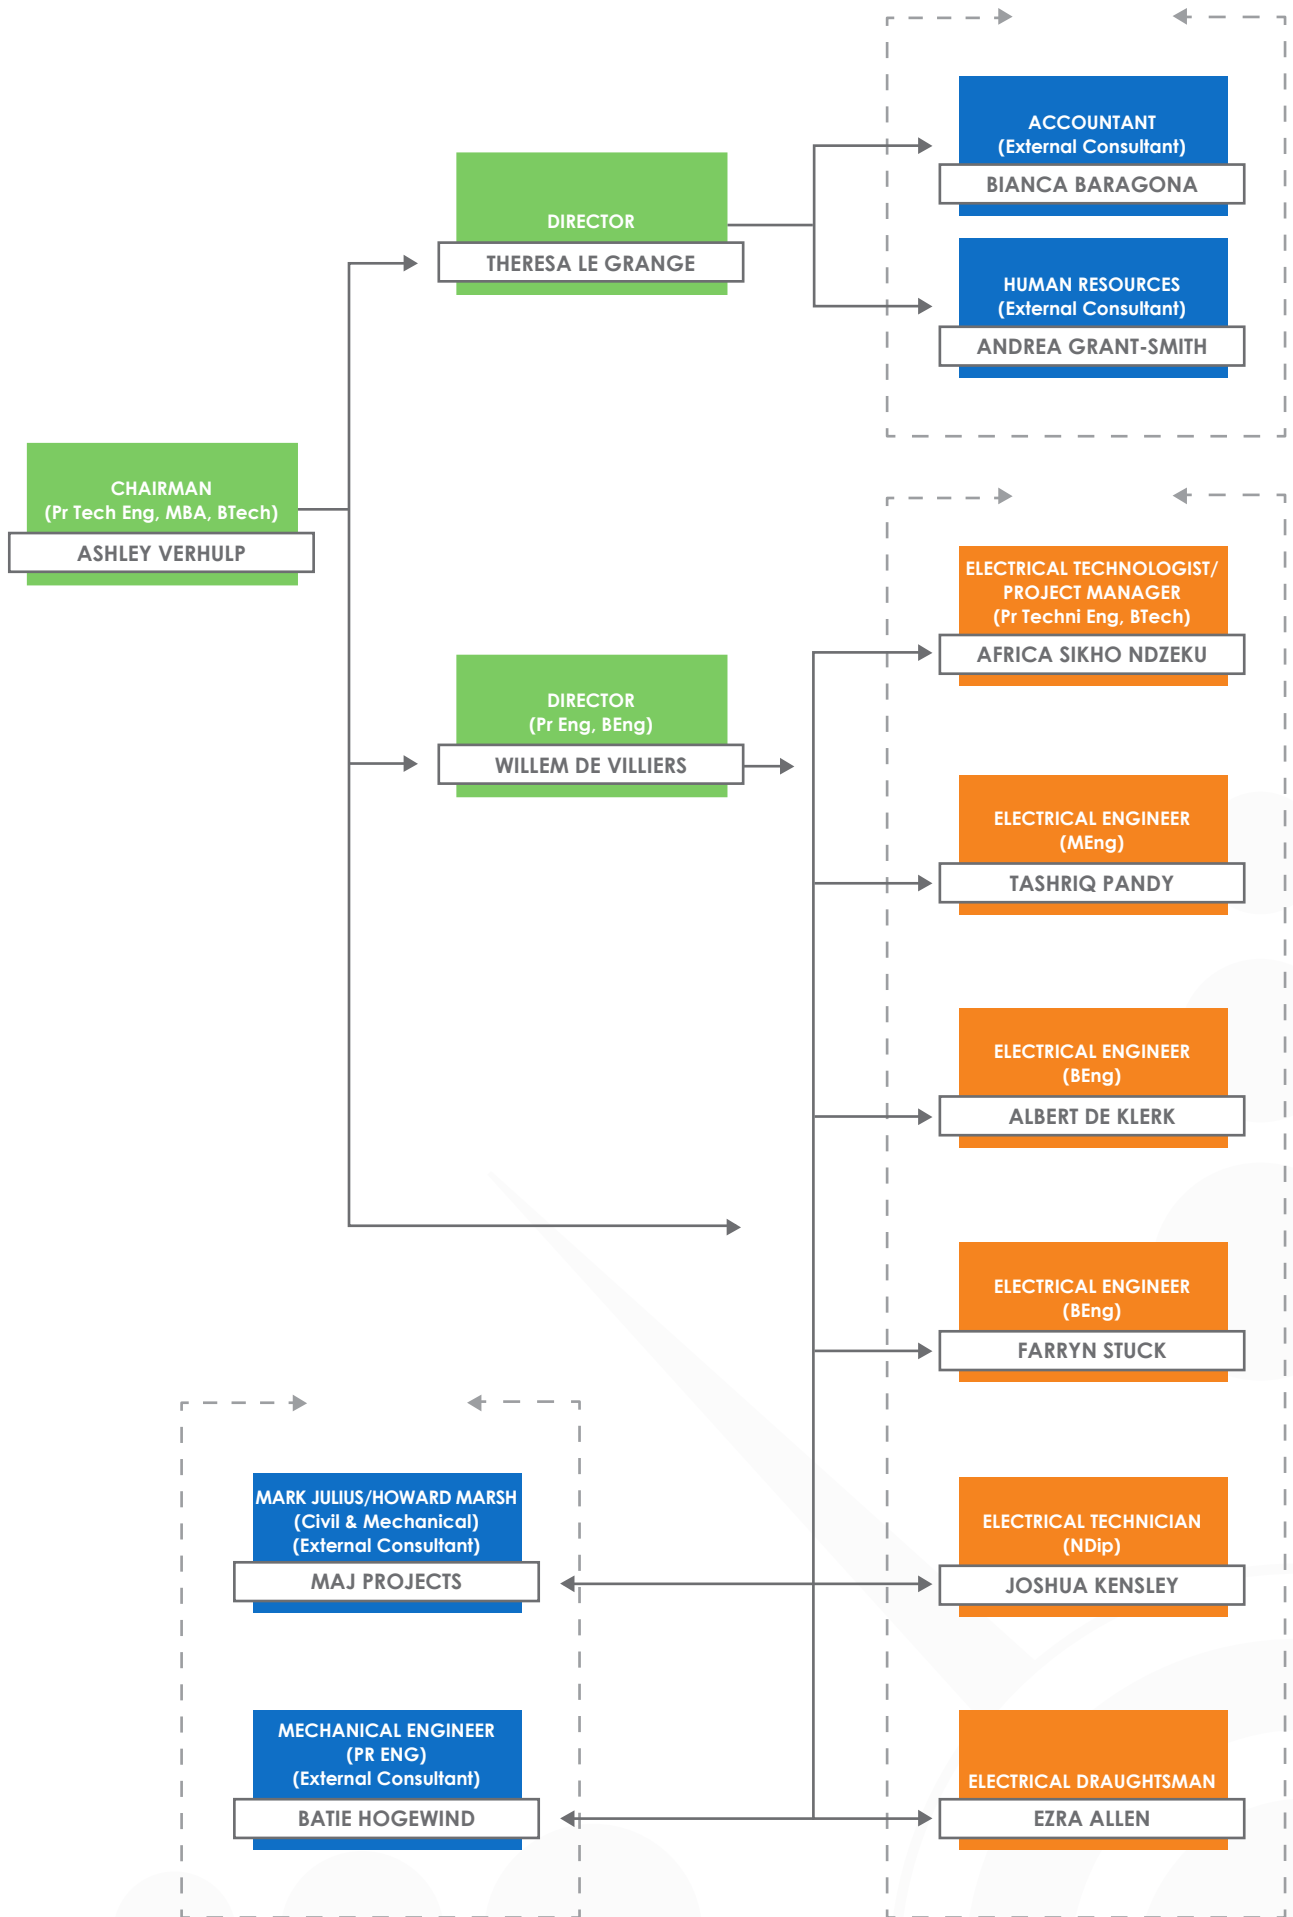 ACCOUNTANT
(External Consultant)
BIANCA BARAGONA
DIRECTOR
THERESA LE GRANGE
HUMAN RESOURCES
(External Consultant)
ANDREA GRANT-SMITH
CHAIRMAN
(Pr Tech Eng, MBA, BTech)
ASHLEY VERHULP
ELECTRICAL TECHNOLOGIST/
PROJECT MANAGER
(Pr Techni Eng, BTech)
AFRICA SIKHO NDZEKU
DIRECTOR
(Pr Eng, BEng)
WILLEM DE VILLIERS
ELECTRICAL ENGINEER
(MEng)
TASHRIQ PANDY
ELECTRICAL ENGINEER
(BEng)
ALBERT DE KLERK
ELECTRICAL ENGINEER
(BEng)
FARRYN STUCK
MARK JULIUS/HOWARD MARSH
(Civil & Mechanical)
(External Consultant)
MAJ PROJECTS
ELECTRICAL TECHNICIAN
(NDip)
JOSHUA KENSLEY
MECHANICAL ENGINEER
(PR ENG)
(External Consultant)
BATIE HOGEWIND
ELECTRICAL DRAUGHTSMAN
EZRA ALLEN